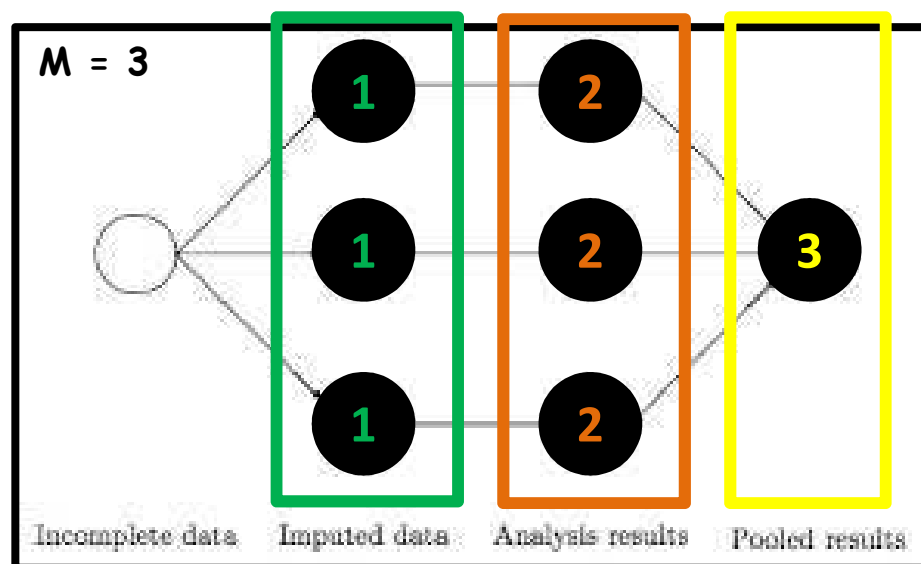 M = 3
1 2
1 2 3
1 2
Incomplete data Imputed data Analysis results Pooled results